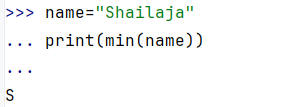 >>> name="Shailaja"
... print(min(name))
...
S